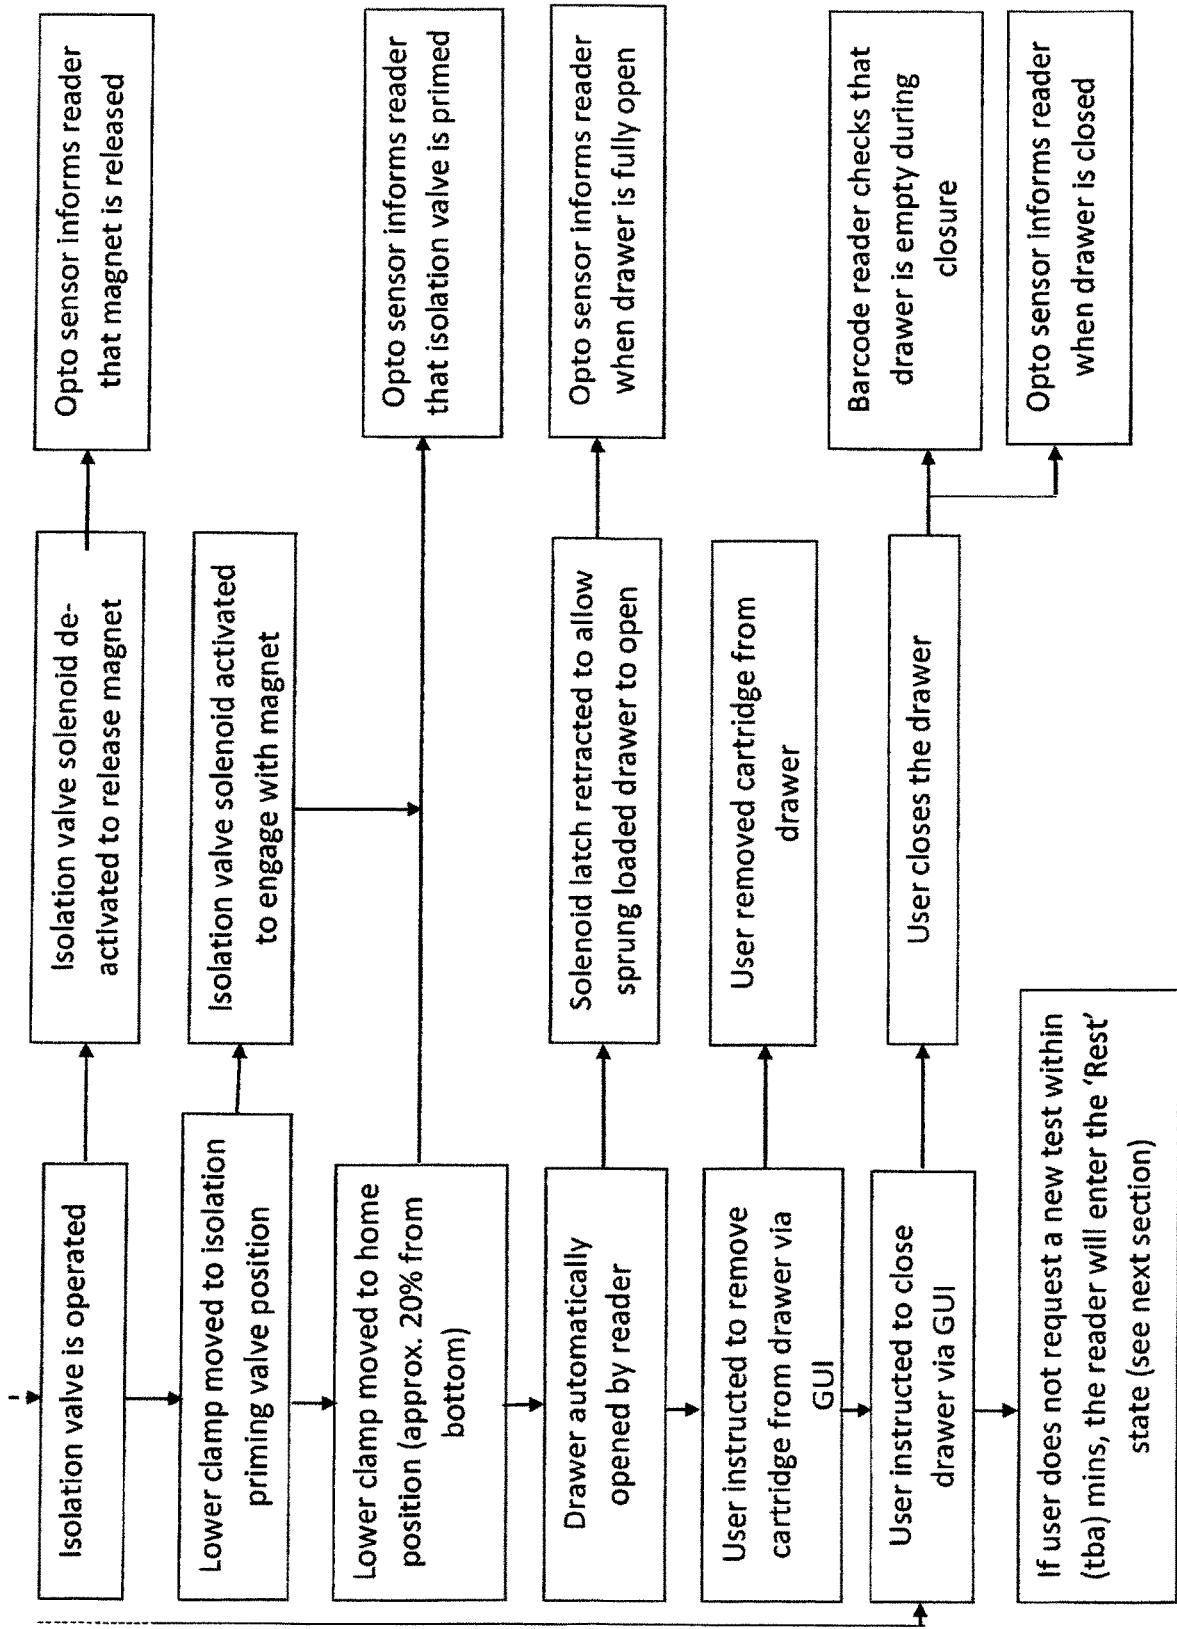 Isolation valve is operated
Isolation valve solenoid de-
activated to release magnet
Opto sensor informs reader
that magnet is released
Lower clamp moved to isolation
priming valve position
Isolation valve solenoid activated
to engage with magnet
Lower clamp moved to home
position (approx. 20% from
bottom)
Opto sensor informs reader
that isolation valve is primed
Drawer automatically
opened by reader
Solenoid latch retracted to allow
sprung loaded drawer to open
Opto sensor informs reader
when drawer is fully open
User instructed to remove
cartridge from drawer via
GUI
User removed cartridge from
drawer
User instructed to close
drawer via GUI
User closes the drawer
Barcode reader checks that
drawer is empty during
closure
Opto sensor informs reader
when drawer is closed
If user does not request a new test within
(tba) mins, the reader will enter the ‘Rest’
state (see next section)